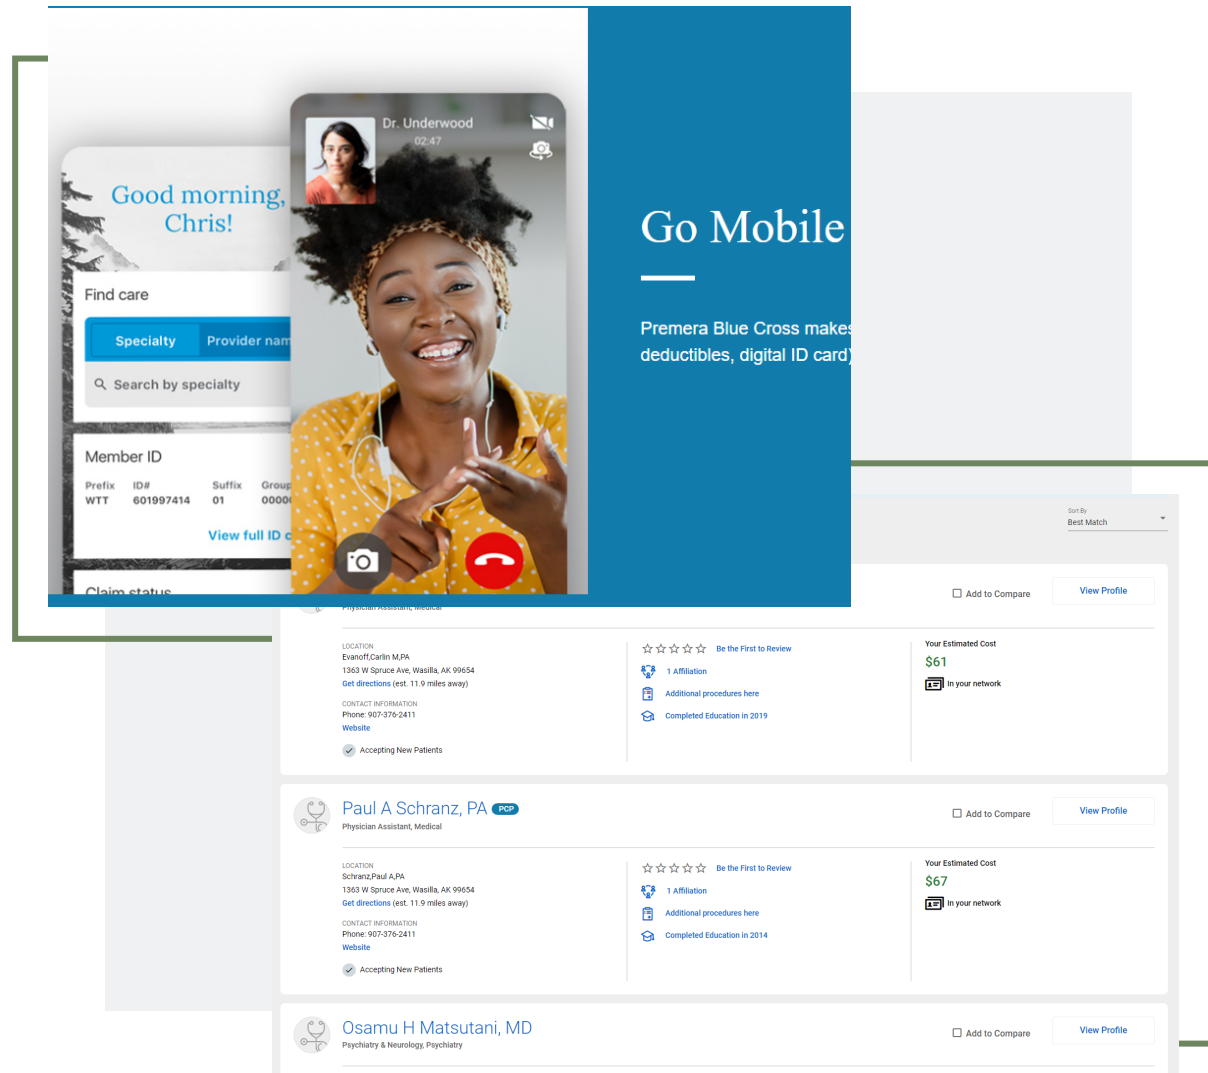 Dr. Underwood
02:47
Good morning,
Chris!
Find care
Specialty
Provider nam
Search by specialty
Member ID
Prefix ID# Suffix Group
WTT 601997414 01 0000
View full ID c
Claim status
Go Mobile
Premera Blue Cross makes
deductibles, digital ID card)
Sort By
Best Match
Physician Assistant, Medical
Add to Compare
View Profile
LOCATION
Evanoff,Carlin M,PA
1363 W Spruce Ave, Wasilla, AK 99654
Get directions (est. 11.9 miles away)
CONTACT INFORMATION
Phone: 907-376-2411
Website
Accepting New Patients
Be the First to Review
1 Affiliation
Additional procedures here
Completed Education in 2019
Your Estimated Cost
$61
In your network
Paul A Schranz, PA PCP
Physician Assistant, Medical
Add to Compare
View Profile
LOCATION
Schranz,Paul A,PA
1363 W Spruce Ave, Wasilla, AK 99654
Get directions (est. 11.9 miles away)
CONTACT INFORMATION
Phone: 907-376-2411
Website
Accepting New Patients
Be the First to Review
1 Affiliation
Additional procedures here
Completed Education in 2014
Your Estimated Cost
$67
In your network
Osamu H Matsutani, MD
Psychiatry & Neurology, Psychiatry
Add to Compare
View Profile